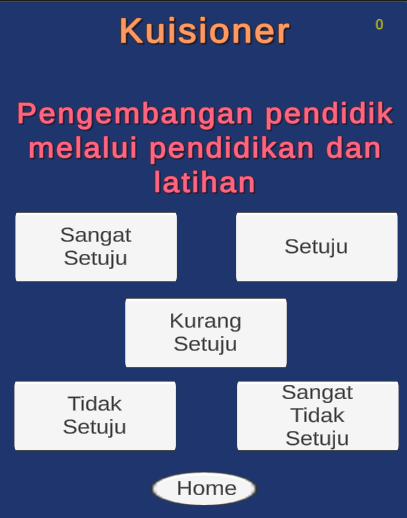 Kuisioner
0
Pengembangan pendidik
melalui pendidikan dan
latihan
Sangat
Setuju
Setuju
Kurang
Setuju
Tidak
Setuju
Sangat
Tidak
Setuju
Home